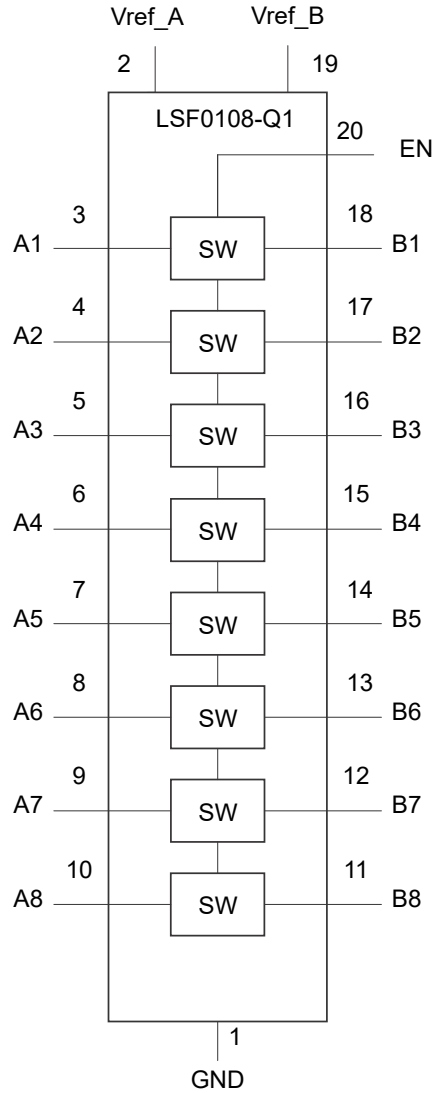 Vref_A Vref_B
2 19
LSF0108-Q1
20
EN
3 18
A1 SW B1
4 17
A2 SW B2
5 16
A3 SW B3
6 15
A4 SW B4
7 14
A5 SW B5
8 13
A6 SW B6
9 12
A7 SW B7
10 11
A8 SW B8
1
GND